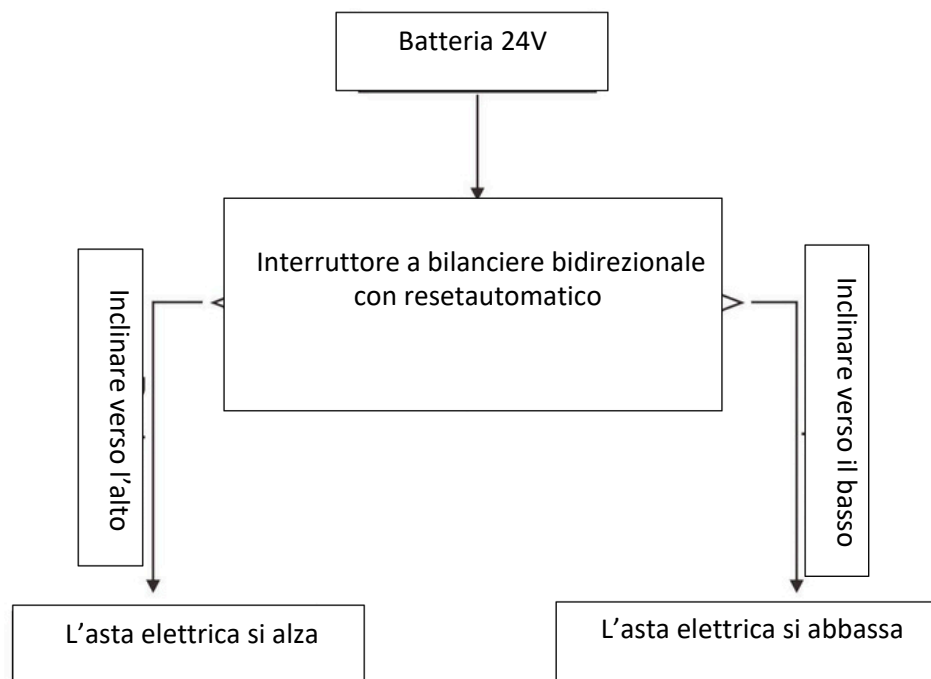 Batteria 24V
Interruttore a bilanciere bidirezionale
con resetautomatico
Inclinare verso l’alto
Inclinare verso il basso
L’asta elettrica si alza
L’asta elettrica si abbassa